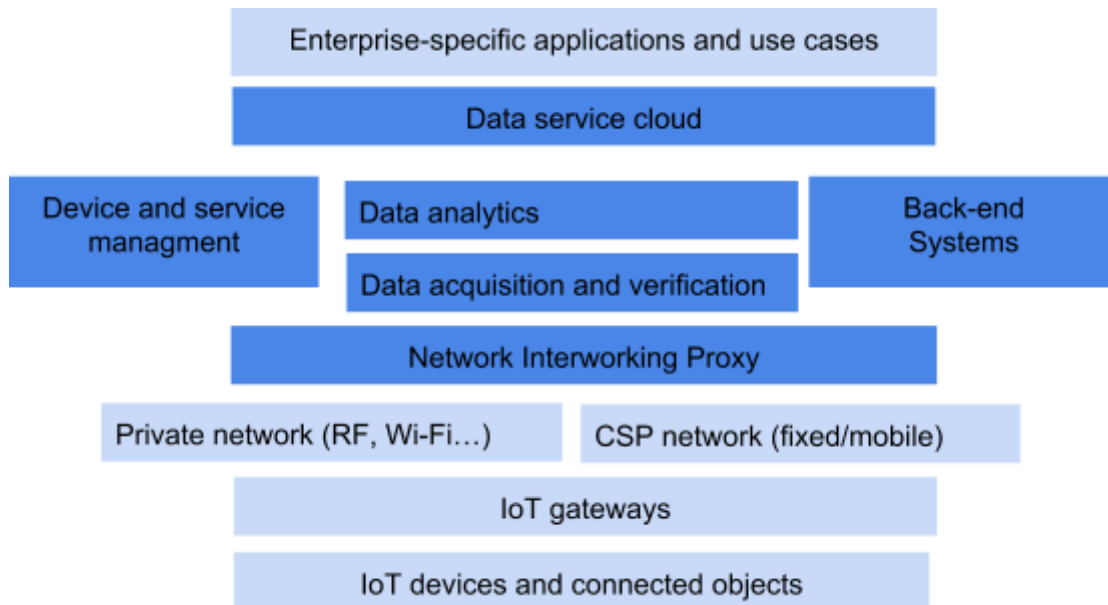 Enterprise-specific applications and use cases
Data service cloud
Device and service
managment
Data analytics
Back-end
Systems
Data acquisition and verification
Network Interworking Proxy
Private network (RF, Wi-Fi…)
CSP network (fixed/mobile)
IoT gateways
IoT devices and connected objects